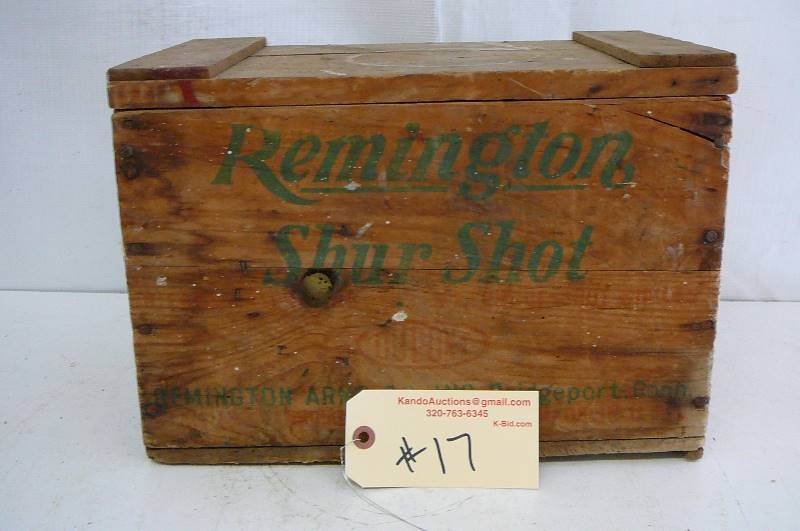 Remington
Shur Shot
DUPONT
REMINGTON ARMS Co., INC. Bridgeport, Conn.
KandoAuctions@gmail.com
320-763-6345
K-Bid.com
#17